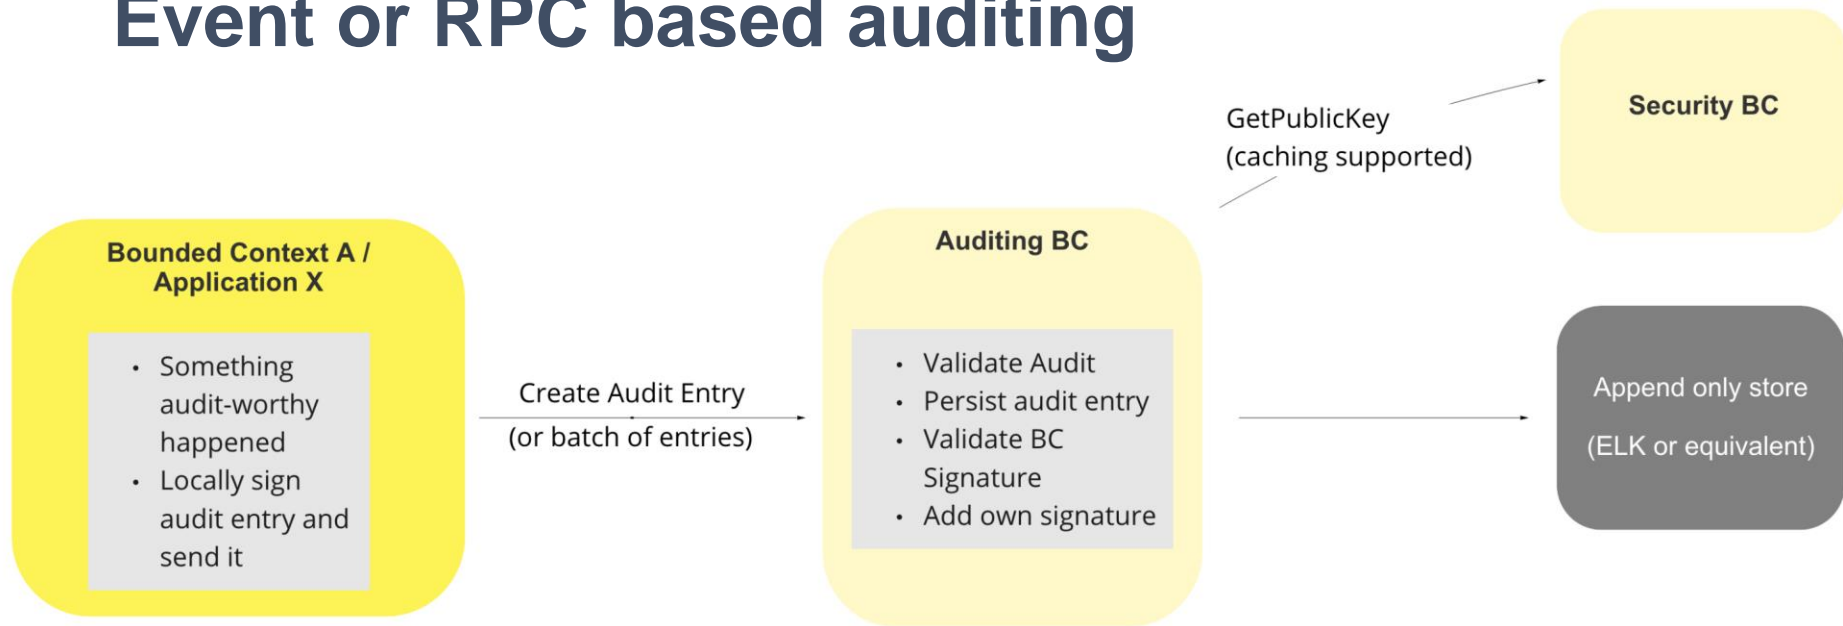 Event or RPC based auditing
Bounded Context A /
Application X
• Something
audit-worthy
happened
• Locally sign
audit entry and
send it
Create Audit Entry
(or batch of entries)
Auditing BC
• Validate Audit
• Persist audit entry
• Validate BC
Signature
• Add own signature
GetPublicKey
(caching supported)
Security BC
Append only store
(ELK or equivalent)